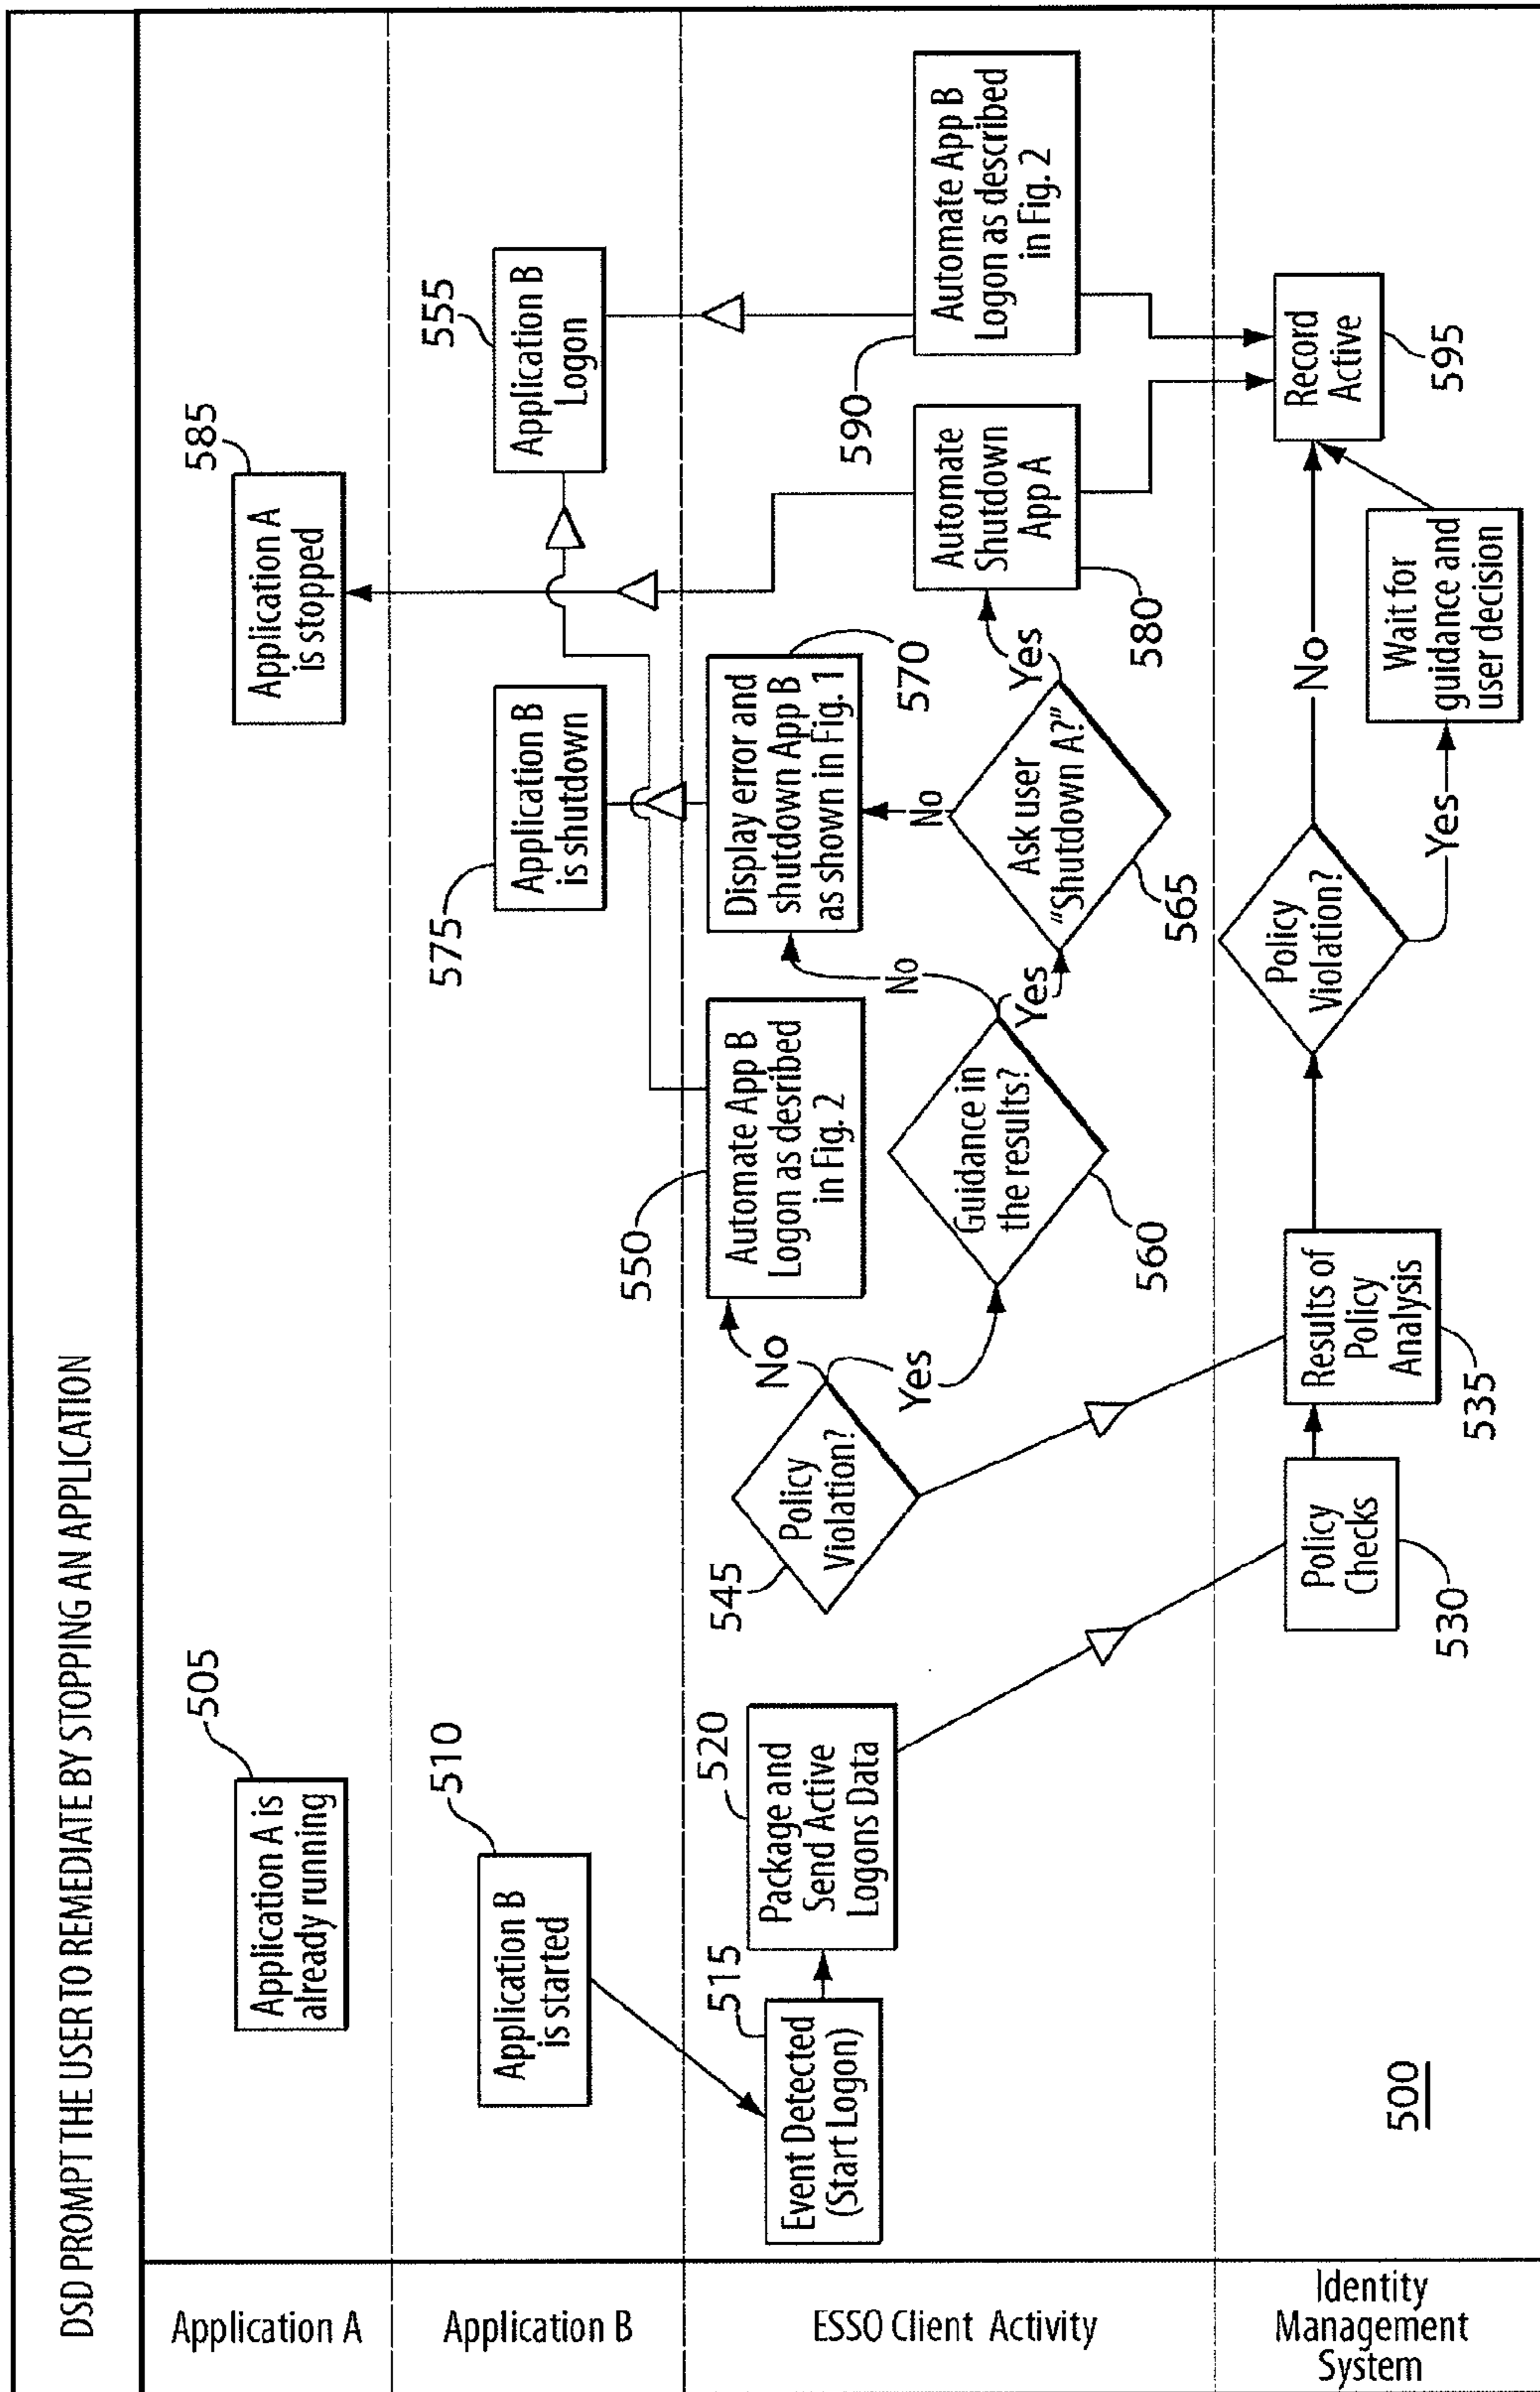 DSD PROMPT THE USER TO REMEDIATE BY STOPPING AN APPLICATION
Application A
505
Application A is
already running
585
Application A
is stopped
Application B
510
Application B
is started
575
Application B
is shutdown
555
Application B
Logon
ESSO Client Activity
515
Event Detected
(Start Logon)
520
Package and
Send Active
Logons Data
545
Policy
Violation?
No
Yes
550
Automate App B
Logon as desribed
in Fig. 2
560
Guidance in
the results?
No
Yes
570
Display error and
shutdown App B
as shown in Fig. 1
565
Ask user
“Shutdown A?”
No
Yes
580
Automate
Shutdown
App A
590
Automate App B
Logon as described
in Fig. 2
Identity
Management
System
500
530
Policy
Checks
535
Results of
Policy
Analysis
Policy
Violation?
No
Yes
Wait for
guidance and
user decision
595
Record
Active